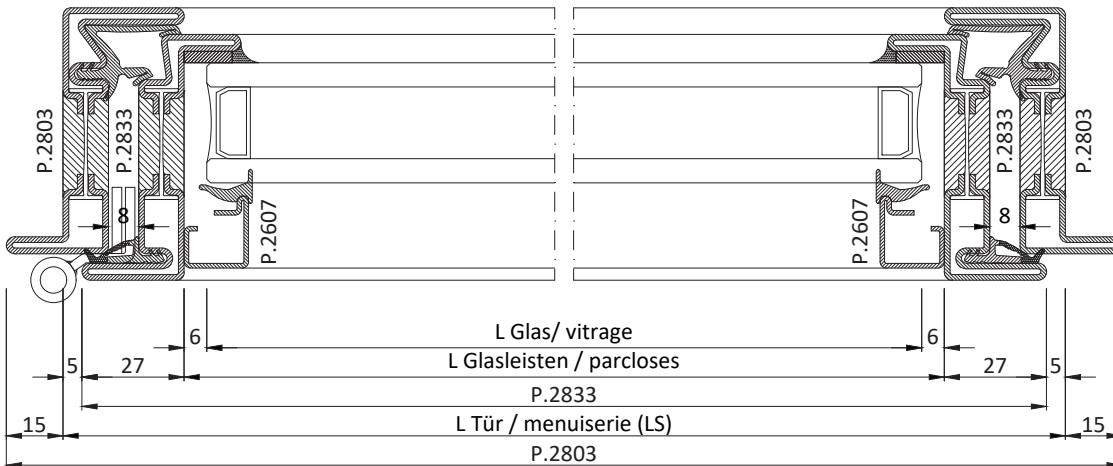 P.2803
P.2833
P.2833
P.2803
8
8
P.2607
P.2607
6
L Glas/ vitrage
6
5
27
L Glasleisten / parcloses
27
5
P.2833
15
L Tür / menuiserie (LS)
15
P.2803